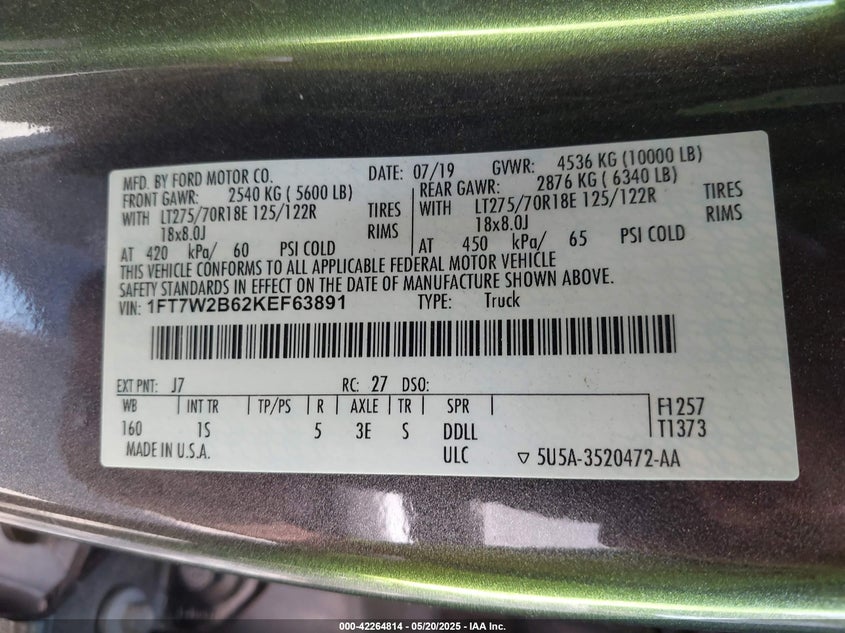 MFD. BY FORD MOTOR CO. DATE: 07/19 GVWR: 4536 KG (10000 LB)
FRONT GAWR: 2540 KG ( 5600 LB) REAR GAWR: 2876 KG ( 6340 LB)
WITH LT275/70R18E 125/122R TIRES WITH LT275/70R18E 125/122R TIRES
18x8.0J RIMS 18x8.0J RIMS
AT 420 kPa/ 60 PSI COLD AT 450 kPa/ 65 PSI COLD
THIS VEHICLE CONFORMS TO ALL APPLICABLE FEDERAL MOTOR VEHICLE
SAFETY STANDARDS IN EFFECT ON THE DATE OF MANUFACTURE SHOWN ABOVE.
VIN: 1FT7W2B62KEF63891 TYPE: Truck
EXT PNT: J7 RC: 27 DSO:
WB INT TR TP/PS R AXLE TR SPR F1257
160 1S 5 3E S DDLL T1373
MADE IN U.S.A. ULC ▽ 5U5A-3520472-AA
000-42264814 - 05/20/2025 - IAA Inc.